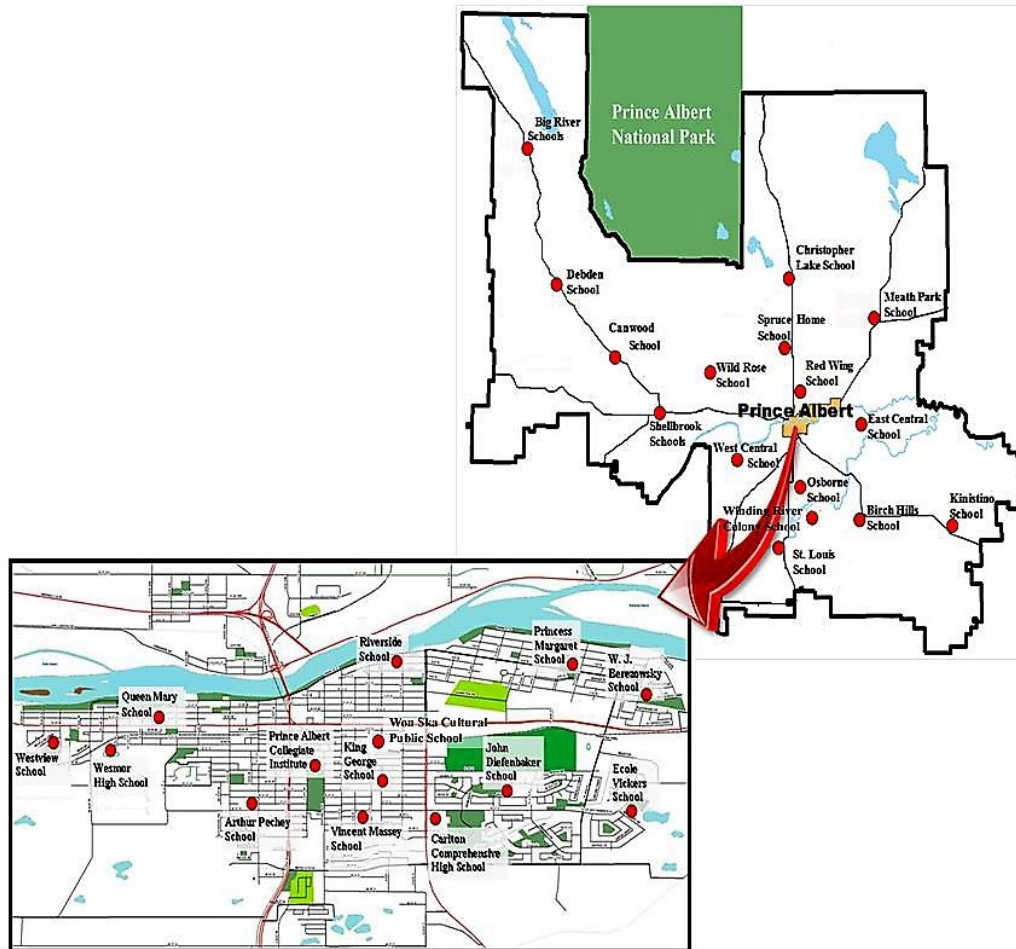 Prince Albert
National Park
Big River
Schools
Christopher
Lake School
Debden
School
Meath Park
School
Spruce Home
School
Canwood
School
Wild Rose
School
Red Wing
School
Prince Albert
Shellbrook
Schools
East Central
School
West Central
School
Osborne
School
Winding River
Colony School
Birch Hills
School
Kinistino
School
St. Louis
School
Riverside
School
Princess
Margaret
School
W. J.
Berezowsky
School
Queen Mary
School
Won Ska Cultural
Public School
Westview
School
Wesmor
High School
Prince Albert
Collegiate
Institute
King
George
School
John
Diefenbaker
School
Ecole
Vickers
School
Arthur Pechey
School
Vincent Massey
School
Carlton
Comprehensive
High School